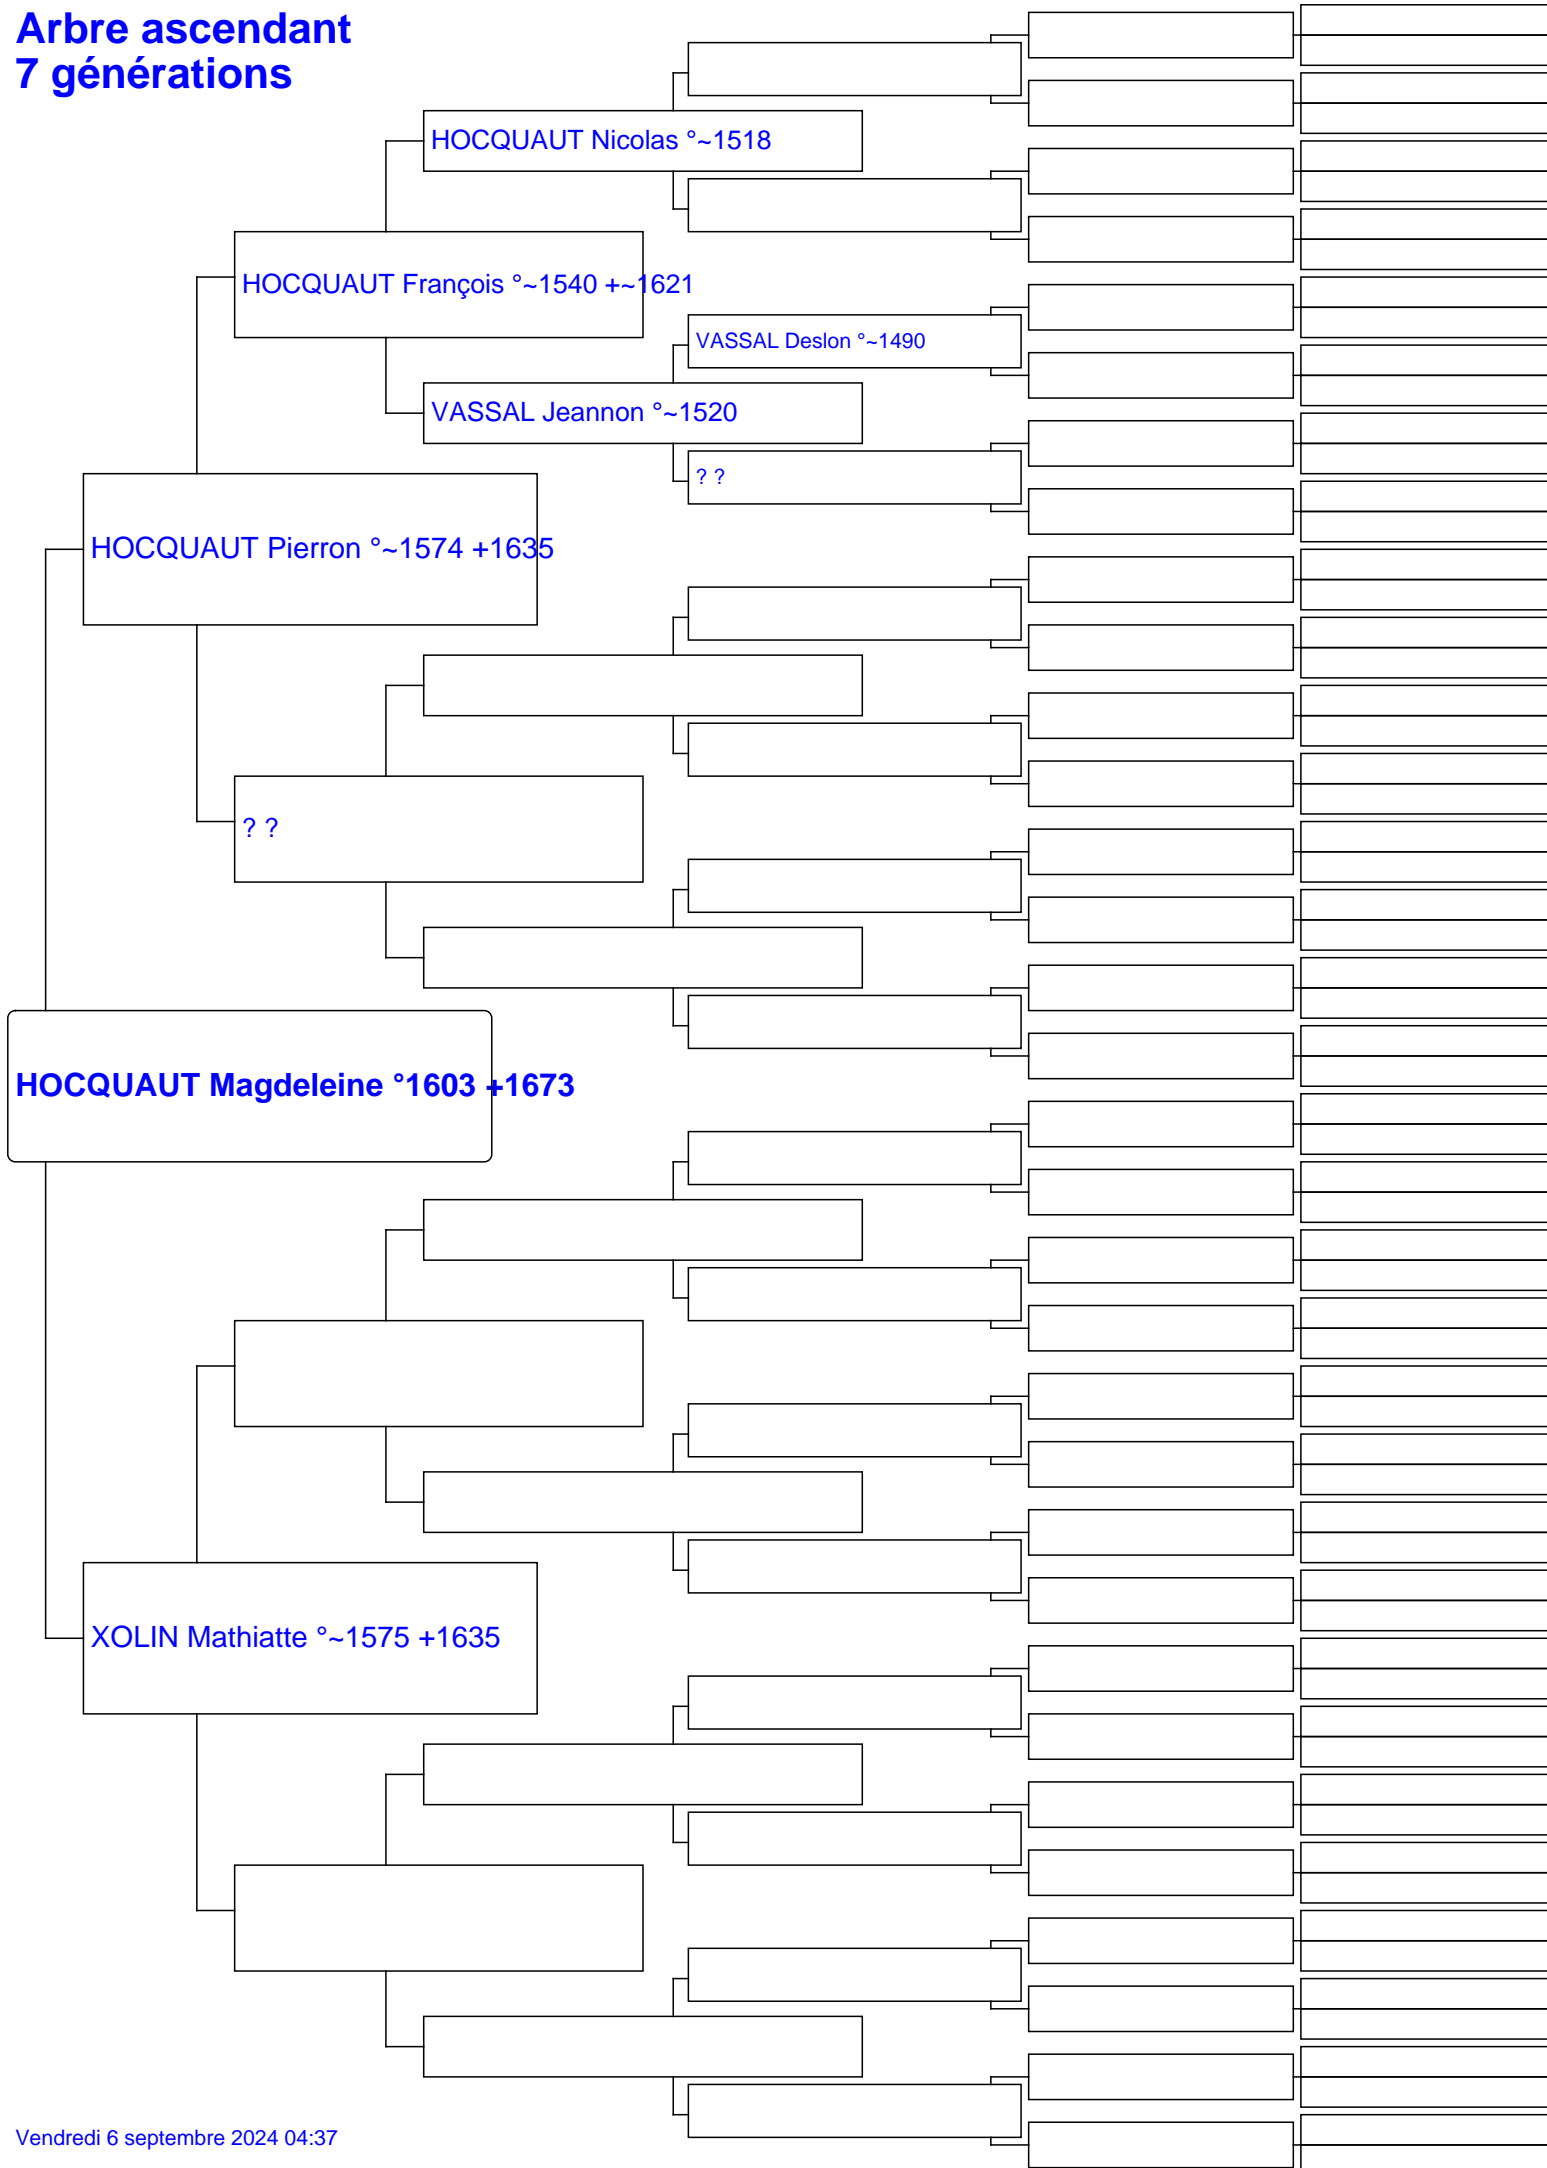 Arbre ascendant
7 générations
HOCQUAUT Nicolas °~1518
HOCQUAUT François °~1540 +~1621
VASSAL Deslon °~1490
VASSAL Jeannon °~1520
? ?
HOCQUAUT Pierron °~1574 +1635
? ?
HOCQUAUT Magdeleine °1603 +1673
XOLIN Mathiatte °~1575 +1635
Vendredi 6 septembre 2024 04:37